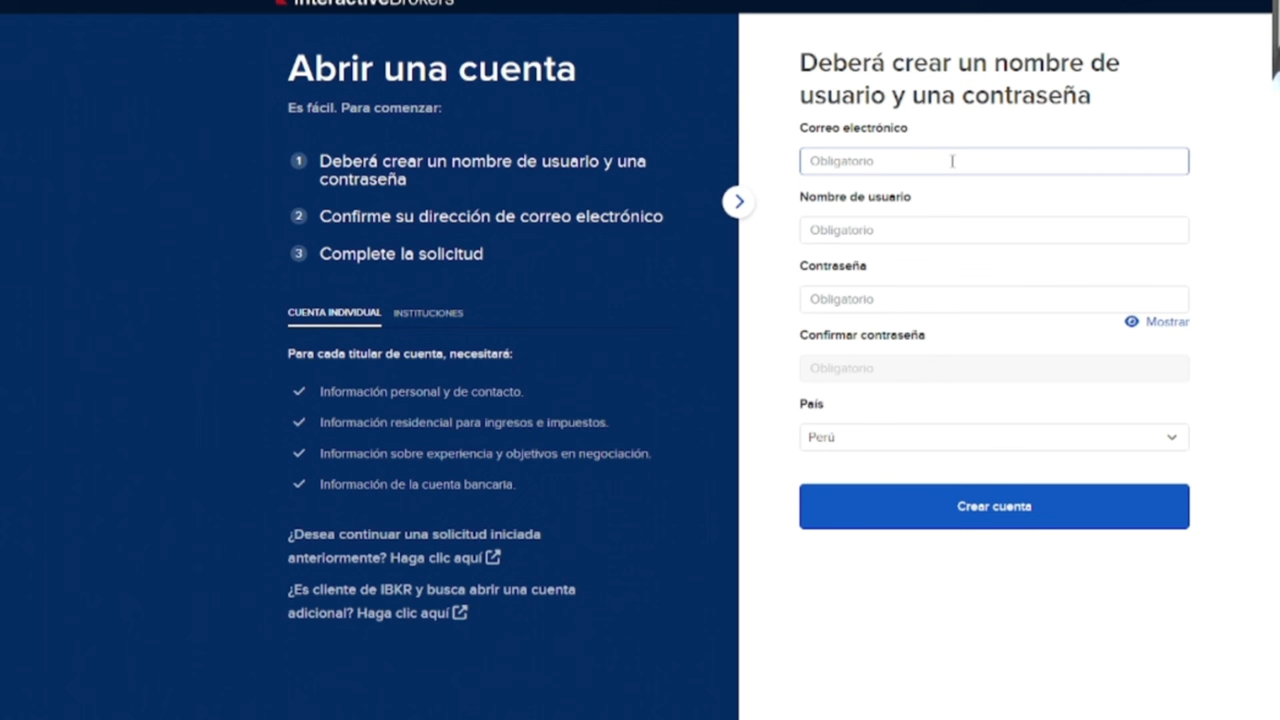 InteractiveBrokers
Abrir una cuenta
Es fácil. Para comenzar:
1 Deberá crear un nombre de usuario y una
contraseña
2 Confirme su dirección de correo electrónico
3 Complete la solicitud
CUENTA INDIVIDUAL INSTITUCIONES
Para cada titular de cuenta, necesitará:
Información personal y de contacto.
Información residencial para ingresos e impuestos.
Información sobre experiencia y objetivos en negociación.
Información de la cuenta bancaria.
¿Desea continuar una solicitud iniciada
anteriormente? Haga clic aquí
¿Es cliente de IBKR y busca abrir una cuenta
adicional? Haga clic aquí
Deberá crear un nombre de
usuario y una contraseña
Correo electrónico
Obligatorio
Nombre de usuario
Obligatorio
Contraseña
Obligatorio
Mostrar
Confirmar contraseña
Obligatorio
País
Perú
Crear cuenta